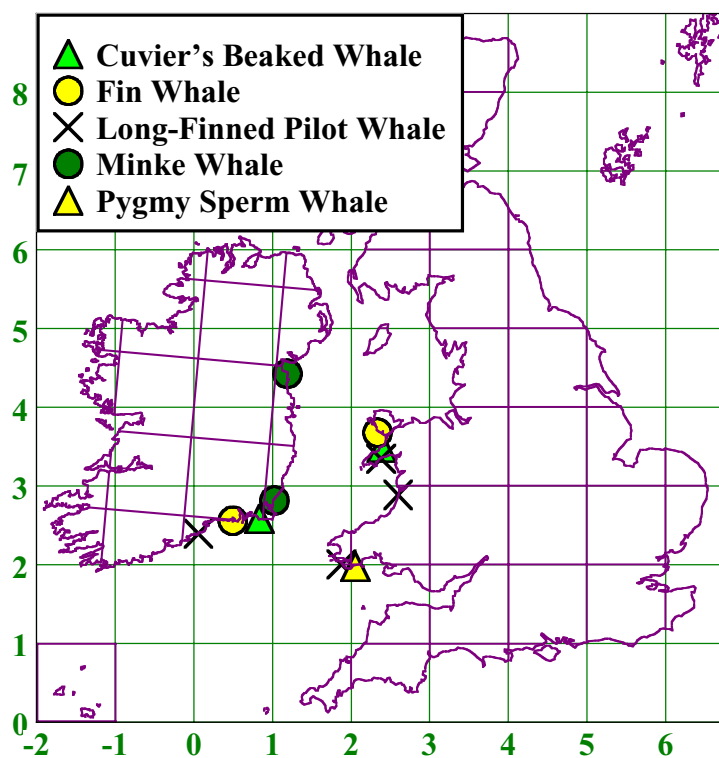 Cuvier's Beaked Whale
Fin Whale
Long-Finned Pilot Whale
Minke Whale
Pygmy Sperm Whale
8
7
6
5
4
3
2
1
0
-2 -1 0 1 2 3 4 5 6